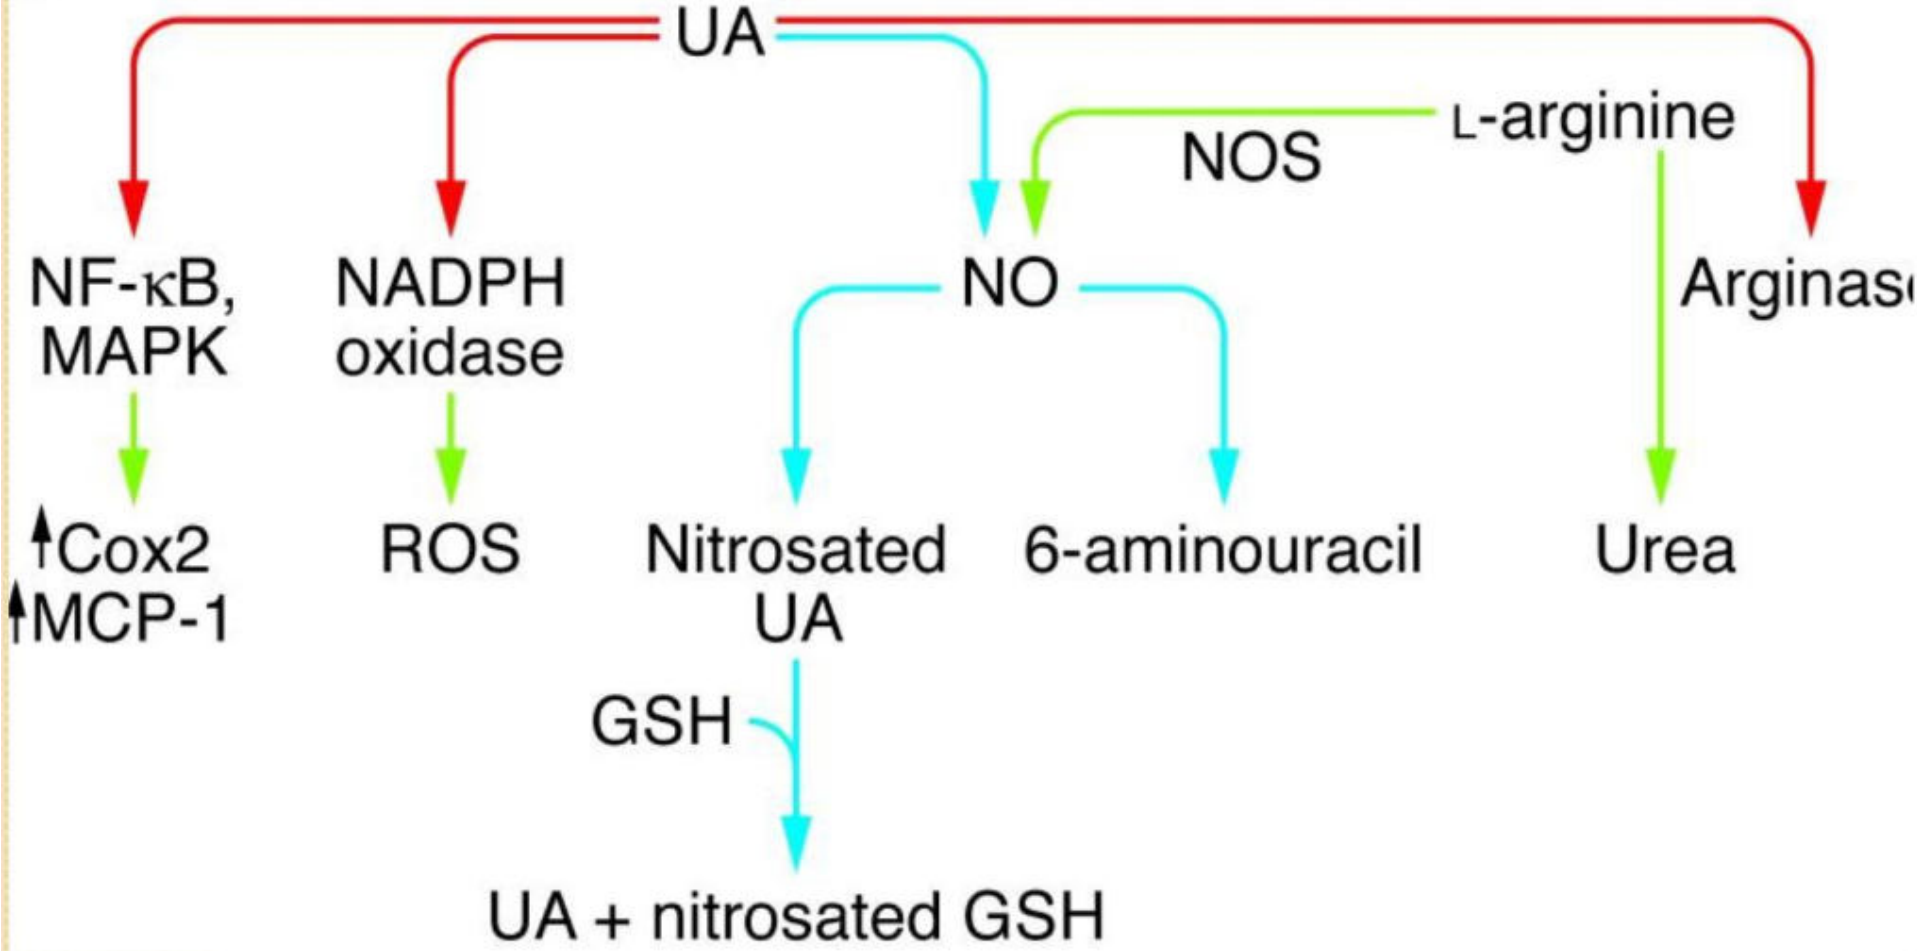 UA
L-arginine
NOS
NF-κB,
MAPK
NADPH
oxidase
NO
Arginase
Cox2
MCP-1
ROS
Nitrosated
UA
6-aminouracil
Urea
GSH
UA + nitrosated GSH